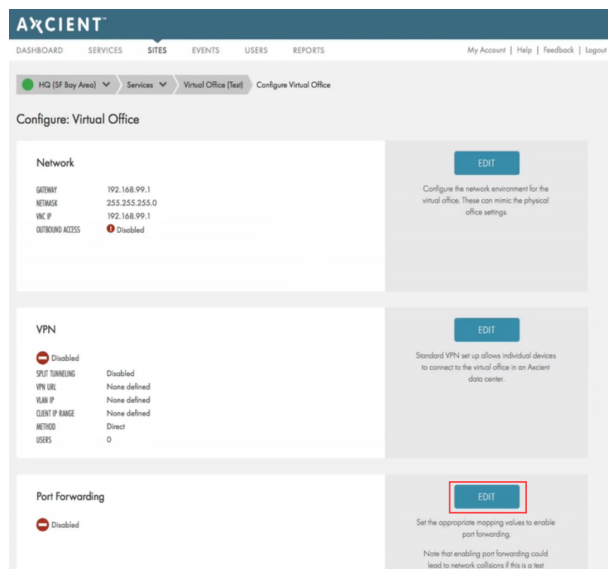 AXCIENT
DASHBOARD SERVICES SITES EVENTS USERS REPORTS My Account | Help | Feedback | Logout
HQ (SF Bay Area) Services Virtual Office (Test) Configure Virtual Office
Configure: Virtual Office
Network
EDIT
GATEWAY 192.168.99.1
NETMASK 255.255.255.0
VNC IP 192.168.99.1
OUTBOUND ACCESS Disabled
Configure the network environment for the
virtual office. These can mimic the physical
office settings.
VPN
EDIT
Disabled
SPLIT TUNNELING Disabled
VPN URL None defined
VLAN IP None defined
CLIENT IP RANGE None defined
METHOD Direct
USERS 0
Standard VPN set up allows individual devices
to connect to the virtual office in an Axcient
data center.
Port Forwarding
EDIT
Disabled
Set the appropriate mapping values to enable
port forwarding.
Note that enabling port forwarding could
lead to network collisions if this is a test